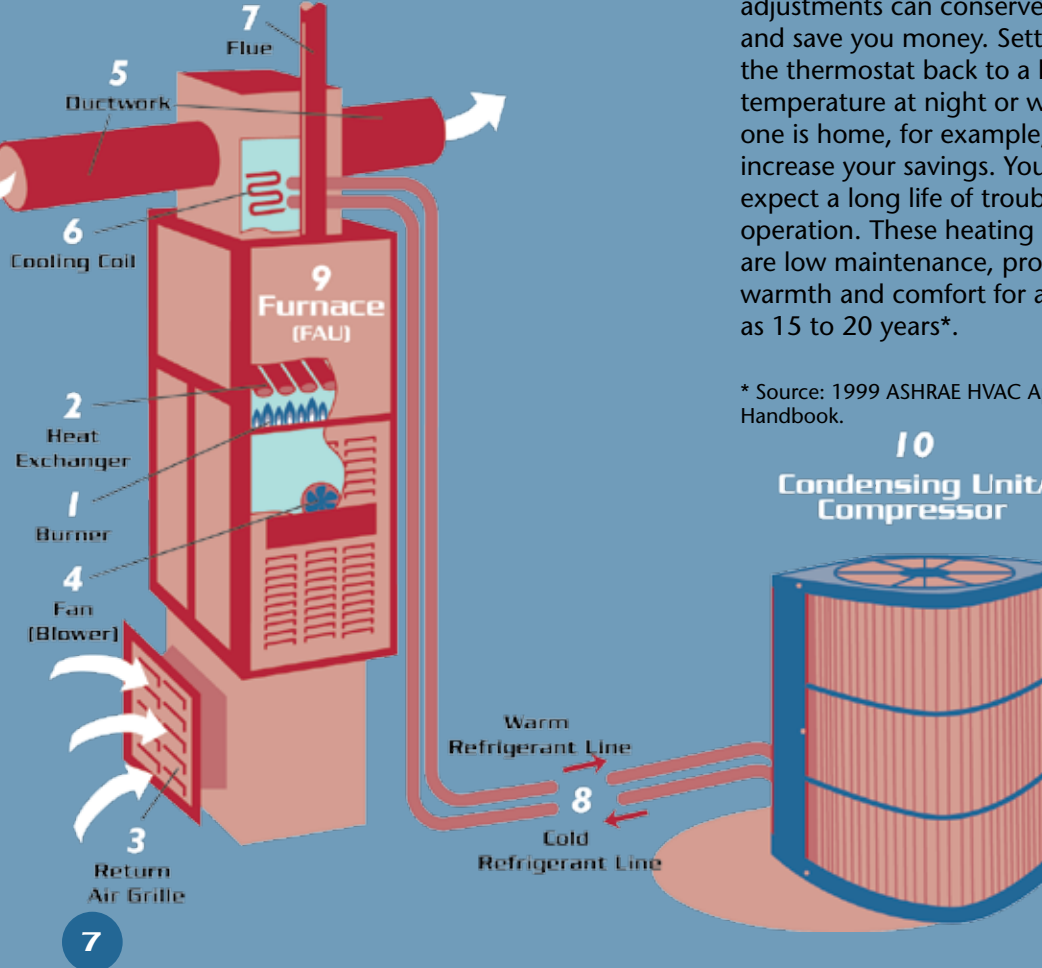 adjustments can conserve
and save you money. Sett
the thermostat back to a
temperature at night or w
one is home, for example,
increase your savings. You
expect a long life of troub
operation. These heating
are low maintenance, pro
warmth and comfort for a
as 15 to 20 years*.
* Source: 1999 ASHRAE HVAC A
Handbook.
7
Flue
5
Ductwork
6
Cooling Coil
9
Furnace
(FAU)
2
Heat
Exchanger
1
Burner
4
Fan
(Blower)
3
Return
Air Grille
Warm
Refrigerant Line
8
Cold
Refrigerant Line
10
Condensing Unit/
Compressor
7